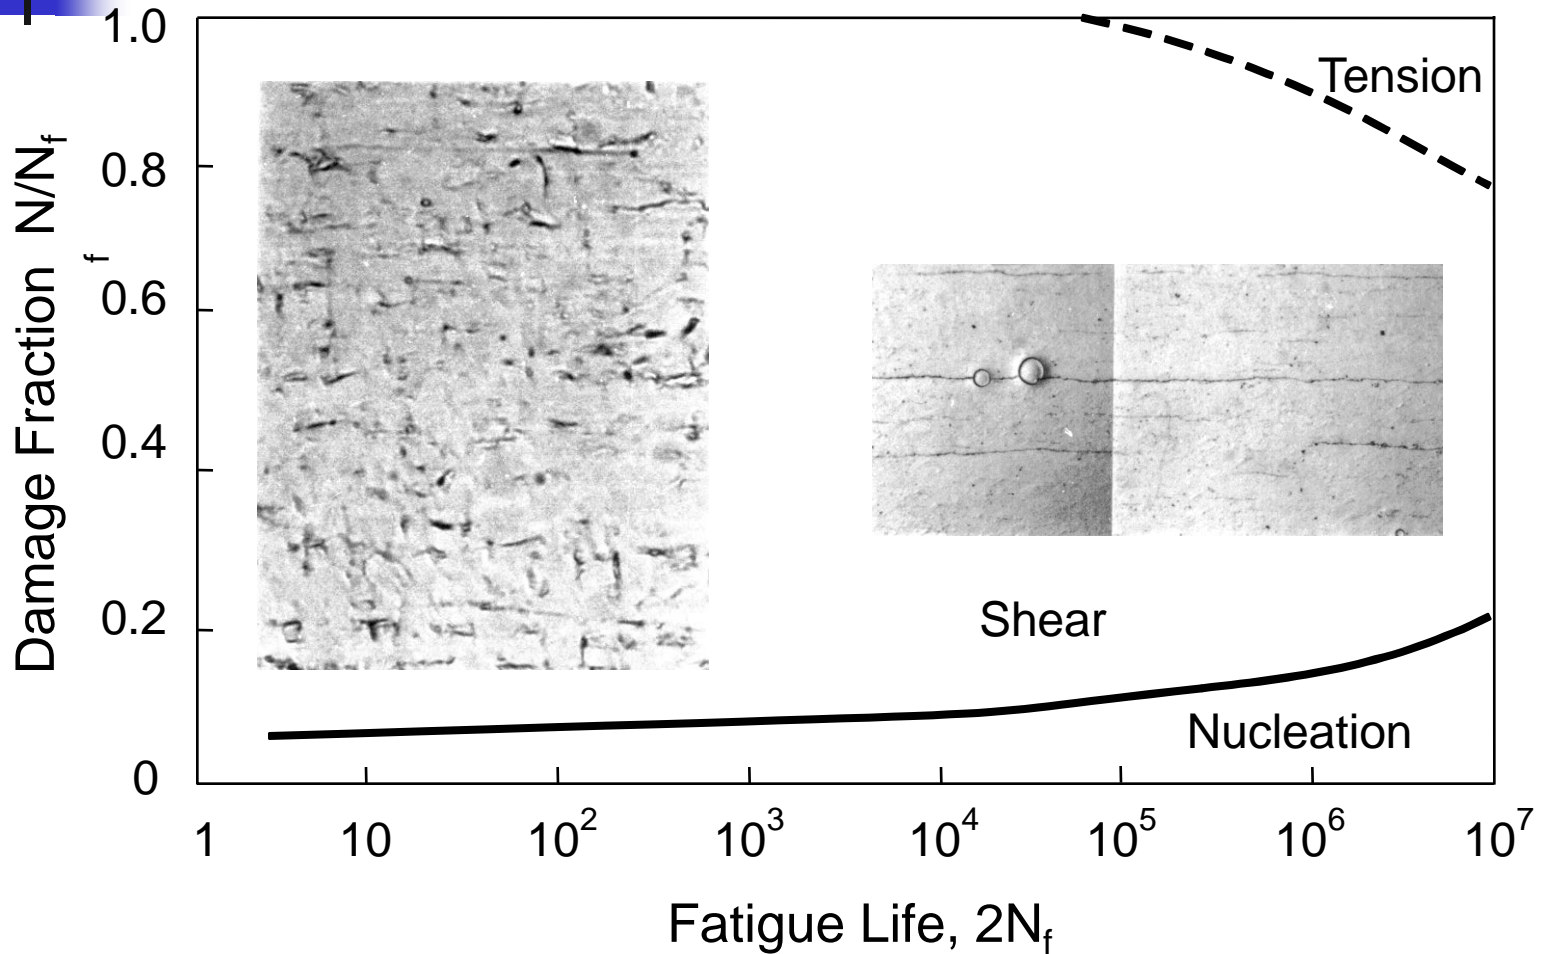 1.0
Tension
Damage Fraction N/Nf
0.8
f
0.6
0.4
0.2
Shear
Nucleation
0
1 10 10² 10³ 10⁴ 10⁵ 10⁶ 10⁷
Fatigue Life, 2Nf